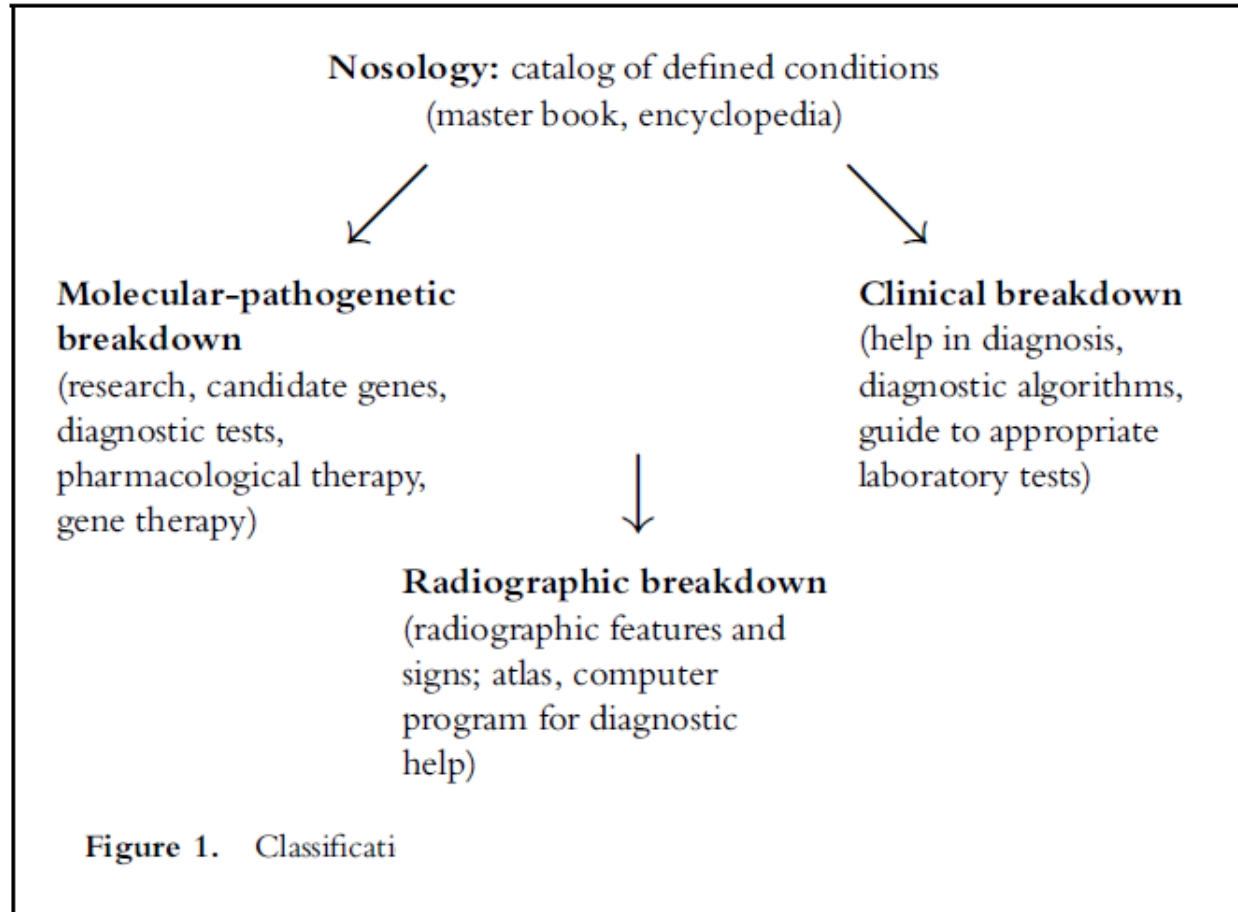 Nosology: catalog of defined conditions
(master book, encyclopedia)
Molecular-pathogenetic
breakdown
(research, candidate genes,
diagnostic tests,
pharmacological therapy,
gene therapy)
Clinical breakdown
(help in diagnosis,
diagnostic algorithms,
guide to appropriate
laboratory tests)
Radiographic breakdown
(radiographic features and
signs; atlas, computer
program for diagnostic
help)
Figure 1. Classificati